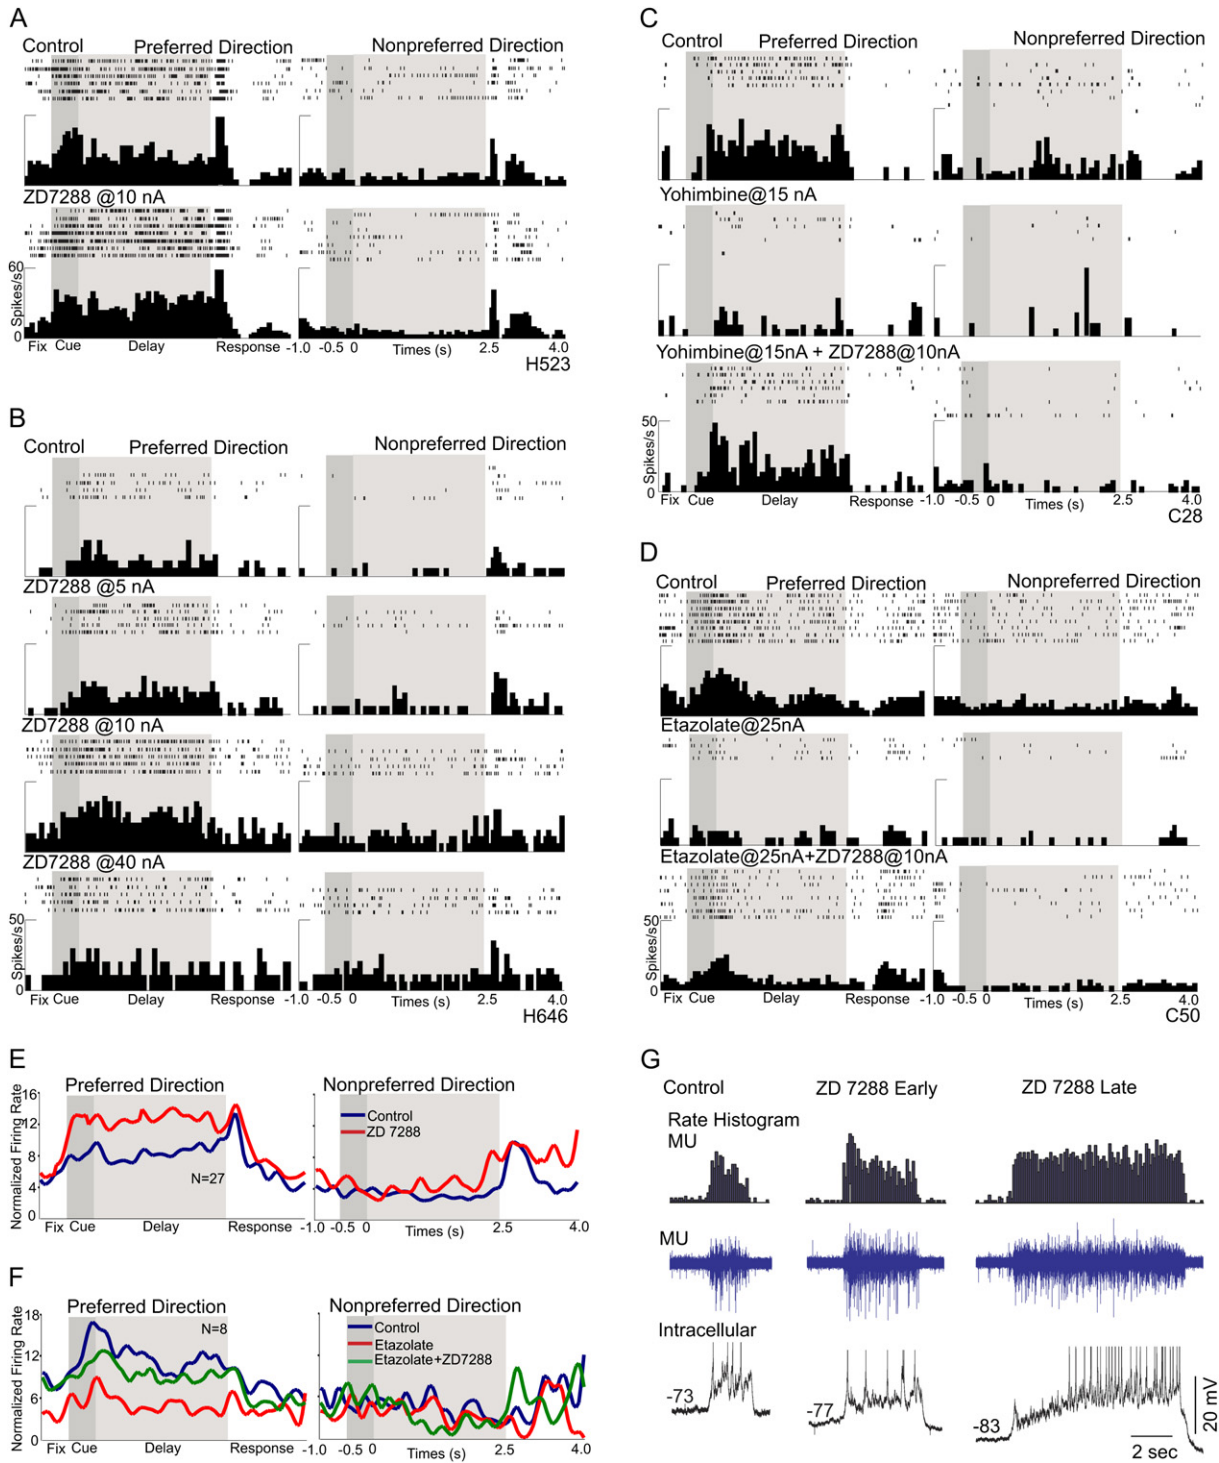 A
Control
Preferred Direction
Nonpreferred Direction
ZD7288 @10 nA
60
Spikes/s
0
Fix Cue Delay Response -1.0 -0.5 0 Times (s) 2.5 4.0
H523
B
Control
Preferred Direction
Nonpreferred Direction
ZD7288 @5 nA
ZD7288 @10 nA
ZD7288 @40 nA
50
Spikes/s
0
Fix Cue Delay Response -1.0 -0.5 0 Times (s) 2.5 4.0
H646
C
Control
Preferred Direction
Nonpreferred Direction
Yohimbine@15 nA
Yohimbine@15nA + ZD7288@10nA
50
Spikes/s
0
Fix Cue Delay Response -1.0 -0.5 0 Times (s) 2.5 4.0
C28
D
Control
Preferred Direction
Nonpreferred Direction
Etazolate@25nA
Etazolate@25nA+ZD7288@10nA
50
Spikes/s
0
Fix Cue Delay Response -1.0 -0.5 0 Times (s) 2.5 4.0
C50
E
Preferred Direction
Nonpreferred Direction
Normalized Firing Rate
16
12
8
4
0
N=27
Control
ZD 7288
Fix Cue Delay Response -1.0 -0.5 0 Times (s) 2.5 4.0
F
Preferred Direction
Nonpreferred Direction
Normalized Firing Rate
18
12
6
0
N=8
Control
Etazolate
Etazolate+ZD7288
Fix Cue Delay Response -1.0 -0.5 0 Times (s) 2.5 4.0
G
Control
ZD 7288 Early
ZD 7288 Late
Rate Histogram
MU
MU
Intracellular
-73
-77
-83
20 mV
2 sec